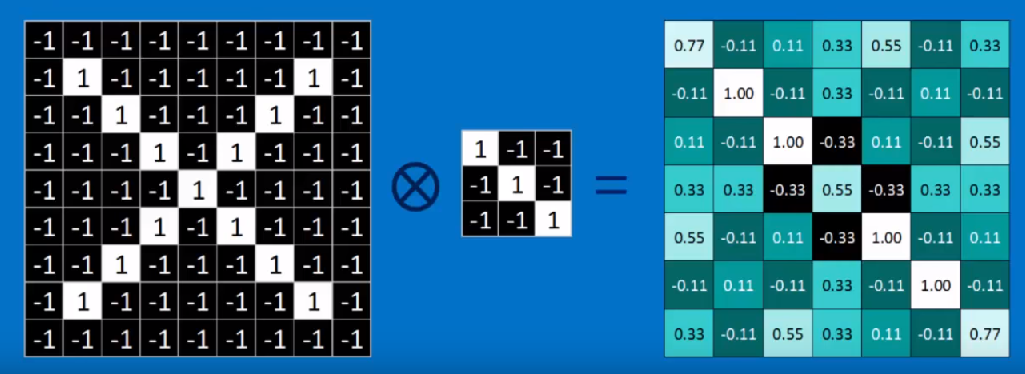 -1 -1 -1 -1 -1 -1 -1 -1 -1
-1 1 -1 -1 -1 -1 -1 1 -1
-1 -1 1 -1 -1 -1 1 -1 -1
-1 -1 -1 1 -1 1 -1 -1 -1
-1 -1 -1 -1 1 -1 -1 -1 -1
-1 -1 -1 1 -1 1 -1 -1 -1
-1 -1 1 -1 -1 -1 1 -1 -1
-1 1 -1 -1 -1 -1 -1 1 -1
-1 -1 -1 -1 -1 -1 -1 -1 -1
⊗
1 -1 -1
-1 1 -1
-1 -1 1
=
0.77 -0.11 0.11 0.33 0.55 -0.11 0.33
-0.11 1.00 -0.11 0.33 -0.11 0.11 -0.11
0.11 -0.11 1.00 -0.33 0.11 -0.11 0.55
0.33 0.33 -0.33 0.55 -0.33 0.33 0.33
0.55 -0.11 0.11 -0.33 1.00 -0.11 0.11
-0.11 0.11 -0.11 0.33 -0.11 1.00 -0.11
0.33 -0.11 0.55 0.33 0.11 -0.11 0.77